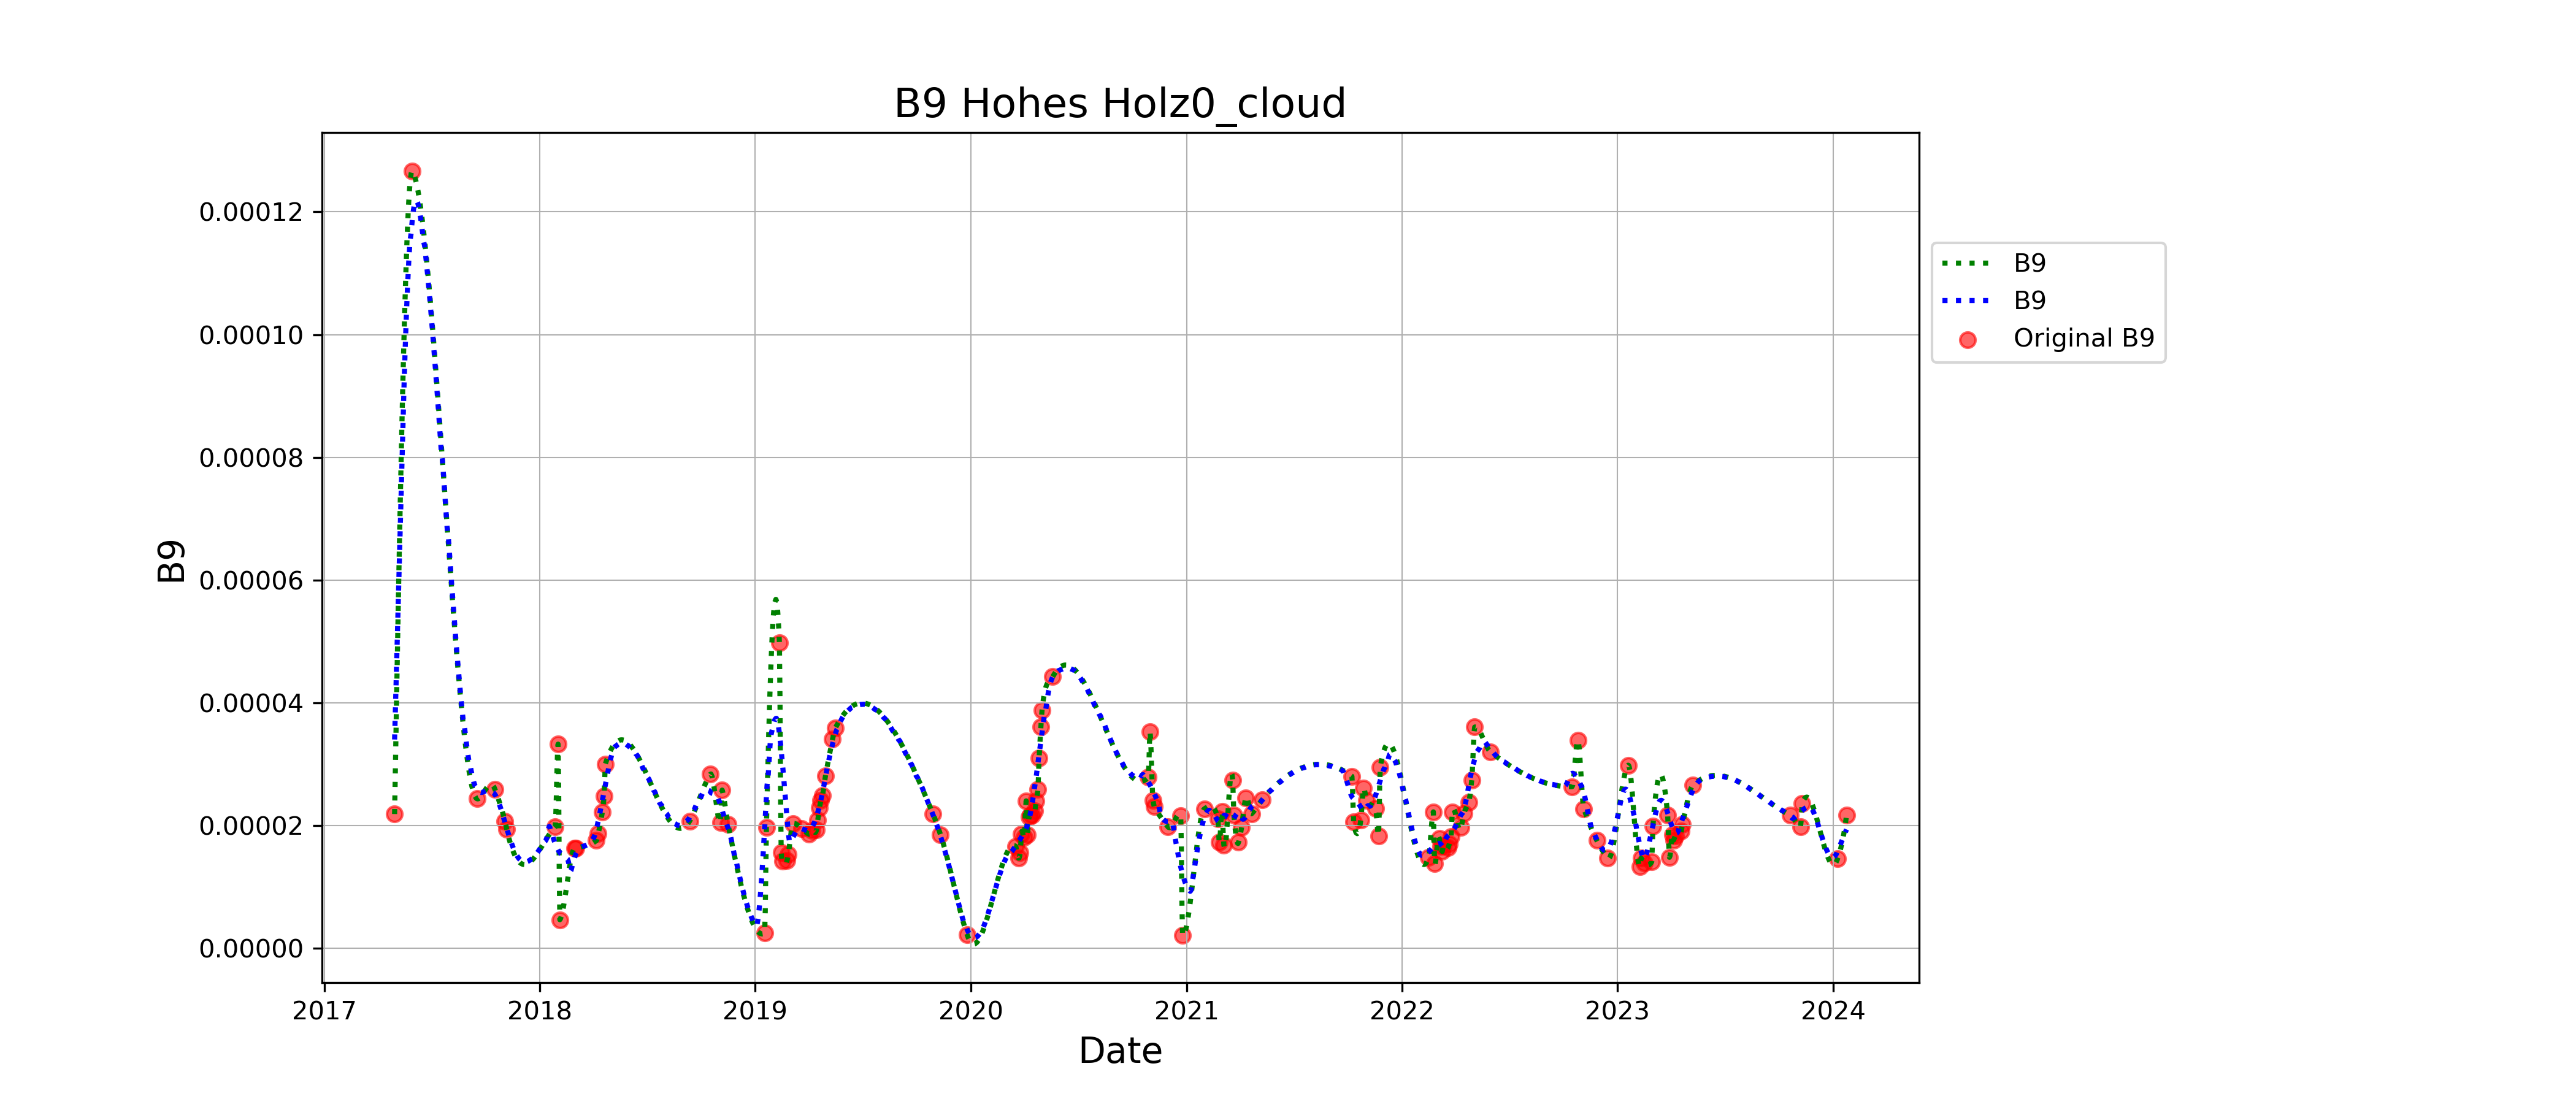 B9 Hohes Holz0_cloud
0.00012
0.00010
0.00008
0.00006
0.00004
0.00002
0.00000
B9
2017 2018 2019 2020 2021 2022 2023 2024
Date
B9
B9
Original B9